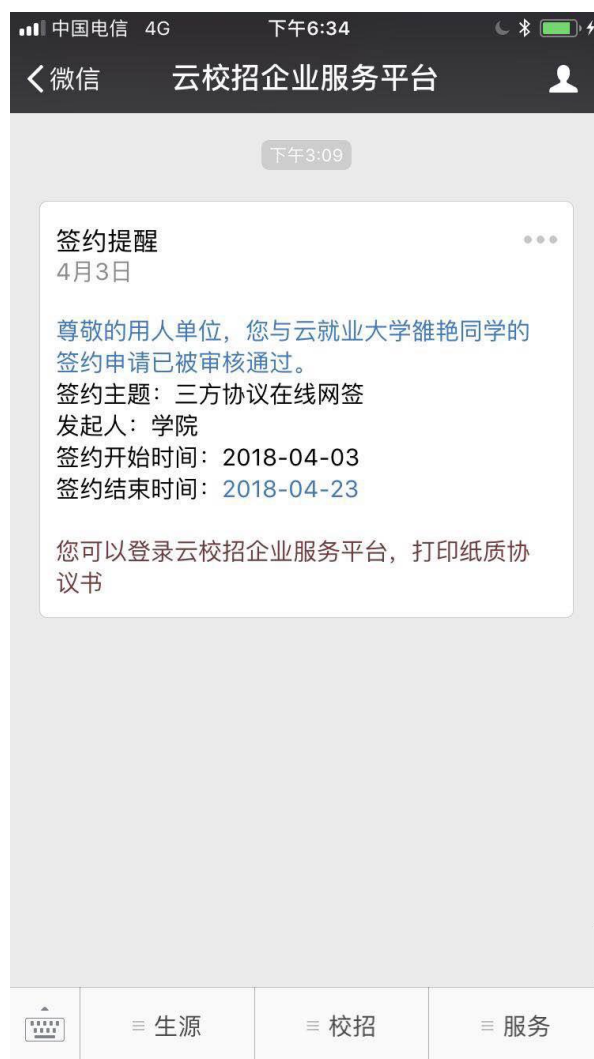 中国电信 4G 下午6:34
微信 云校招企业服务平台
下午3:09
签约提醒
4月3日
尊敬的用人单位，您与云就业大学雒艳同学的
签约申请已被审核通过。
签约主题：三方协议在线网签
发起人：学院
签约开始时间：2018-04-03
签约结束时间：2018-04-23
您可以登录云校招企业服务平台，打印纸质协
议书
生源 校招 服务